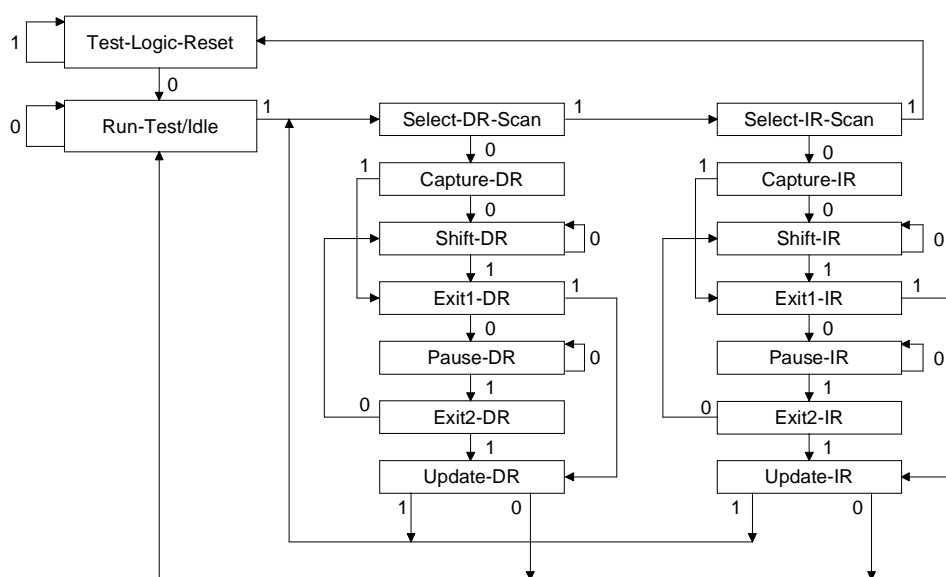 1 Test-Logic-Reset
0
0 Run-Test/Idle 1 Select-DR-Scan 1 Select-IR-Scan 1
0 0
1 Capture-DR 1 Capture-IR
0 0
Shift-DR 0 Shift-IR 0
1 1
Exit1-DR 1 Exit1-IR 1
0 0
Pause-DR 0 Pause-IR 0
1 1
0 Exit2-DR 0 Exit2-IR
1 1
Update-DR Update-IR
1 0 1 0